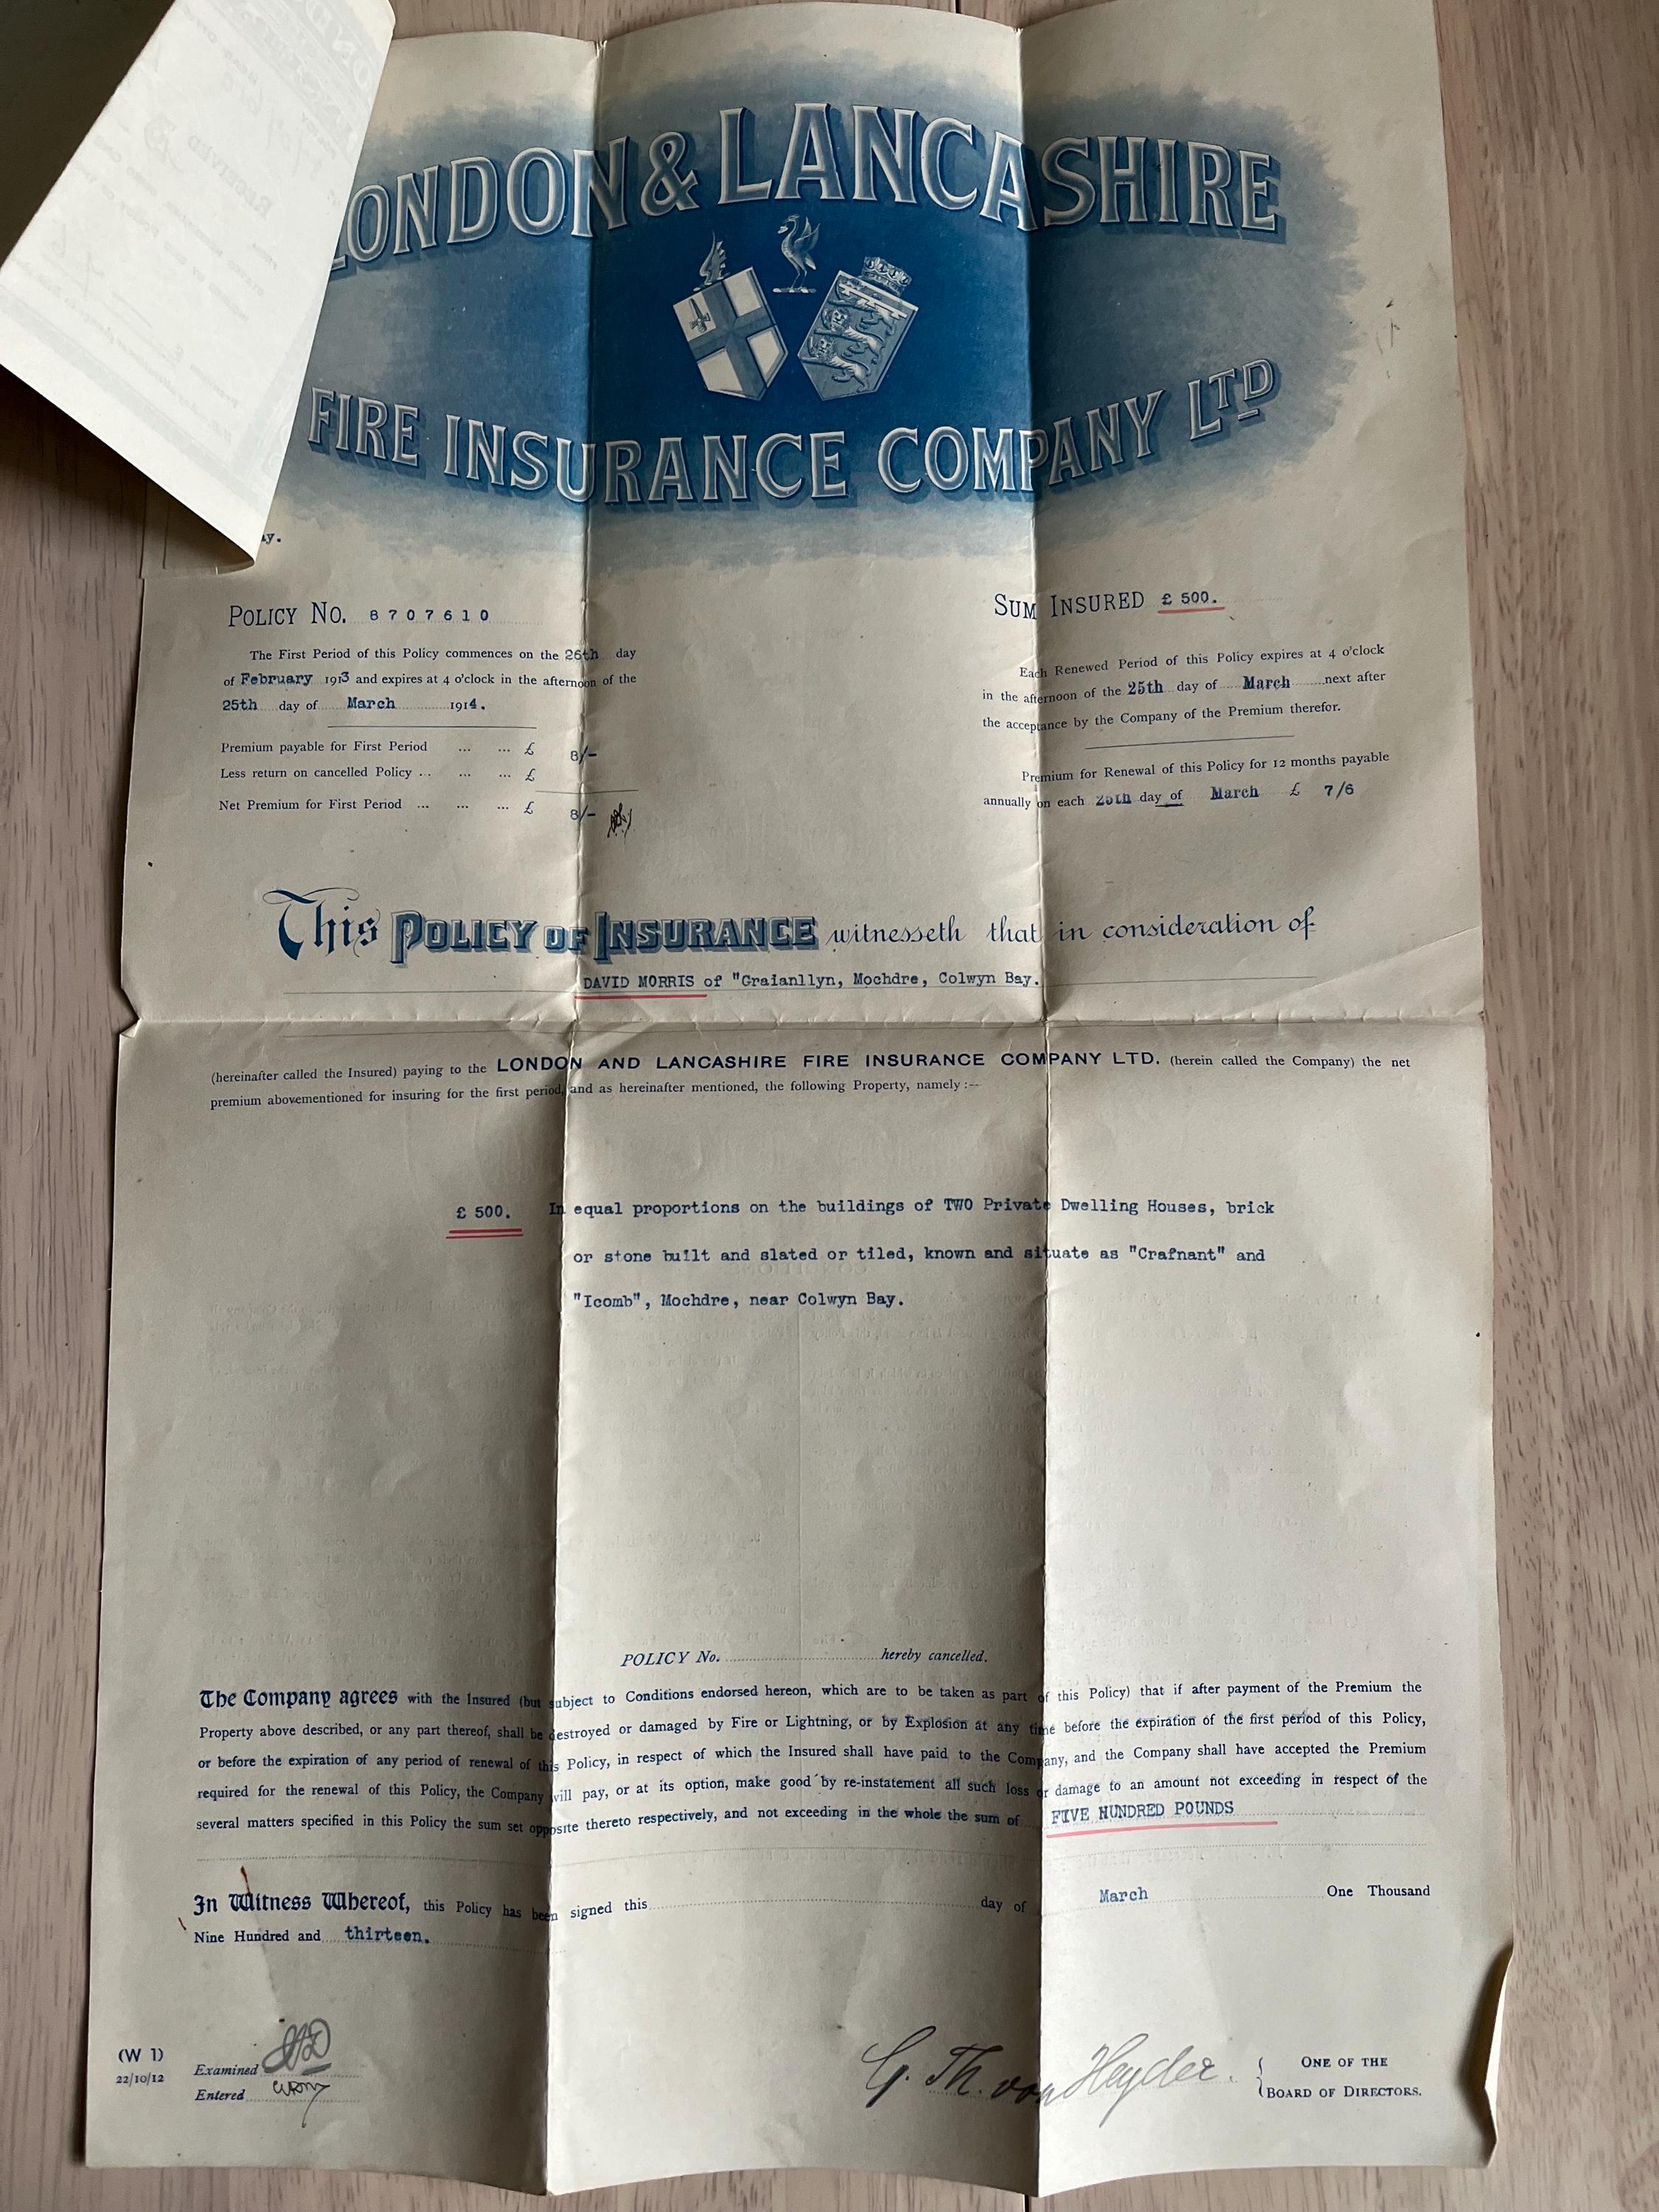 LONDON & LANCASHIRE
FIRE INSURANCE COMPANY LTD
ay.
POLICY NO. 8707610
The First Period of this Policy commences on the 26th day
of February 1913 and expires at 4 o'clock in the afternoon of the
25th day of March 1914.
Premium payable for First Period ... ... £ 8/-
Less return on cancelled Policy ... ... ... £
Net Premium for First Period ... ... ... £ 8/-
SUM INSURED £ 500.
Each Renewed Period of this Policy expires at 4 o'clock
in the afternoon of the 25th day of March next after
the acceptance by the Company of the Premium therefor.
Premium for Renewal of this Policy for 12 months payable
annually on each 25th day of March £ 7/6
This POLICY OF INSURANCE witnesseth that in consideration of
DAVID MORRIS of "Graianllyn, Mochdre, Colwyn Bay.
(hereinafter called the Insured) paying to the LONDON AND LANCASHIRE FIRE INSURANCE COMPANY LTD. (herein called the Company) the net
premium abovementioned for insuring for the first period, and as hereinafter mentioned, the following Property, namely :--
£ 500. In equal proportions on the buildings of TWO Private Dwelling Houses, brick
or stone built and slated or tiled, known and situate as "Crafnant" and
"Icomb", Mochdre, near Colwyn Bay.
POLICY No. hereby cancelled.
The Company agrees with the Insured (but subject to Conditions endorsed hereon, which are to be taken as part of this Policy) that if after payment of the Premium the
Property above described, or any part thereof, shall be destroyed or damaged by Fire or Lightning, or by Explosion at any time before the expiration of the first period of this Policy,
or before the expiration of any period of renewal of this Policy, in respect of which the Insured shall have paid to the Company, and the Company shall have accepted the Premium
required for the renewal of this Policy, the Company will pay, or at its option, make good by re-instatement all such loss or damage to an amount not exceeding in respect of the
several matters specified in this Policy the sum set opposite thereto respectively, and not exceeding in the whole the sum of FIVE HUNDRED POUNDS
In Witness Whereof, this Policy has been signed this day of March One Thousand
Nine Hundred and thirteen.
(W 1)
22/10/12
Examined
Entered
G. Th. von Heyder.
ONE OF THE
BOARD OF DIRECTORS.